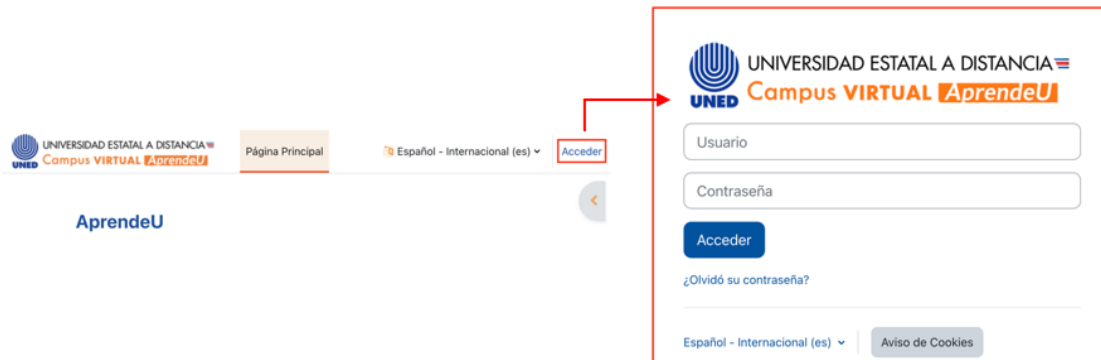 UNIVERSIDAD ESTATAL A DISTANCIA
UNED Campus VIRTUAL AprendeU
Página Principal
Español - Internacional (es)
Acceder
AprendeU
UNIVERSIDAD ESTATAL A DISTANCIA
UNED Campus VIRTUAL AprendeU
Usuario
Contraseña
Acceder
¿Olvidó su contraseña?
Español - Internacional (es)
Aviso de Cookies